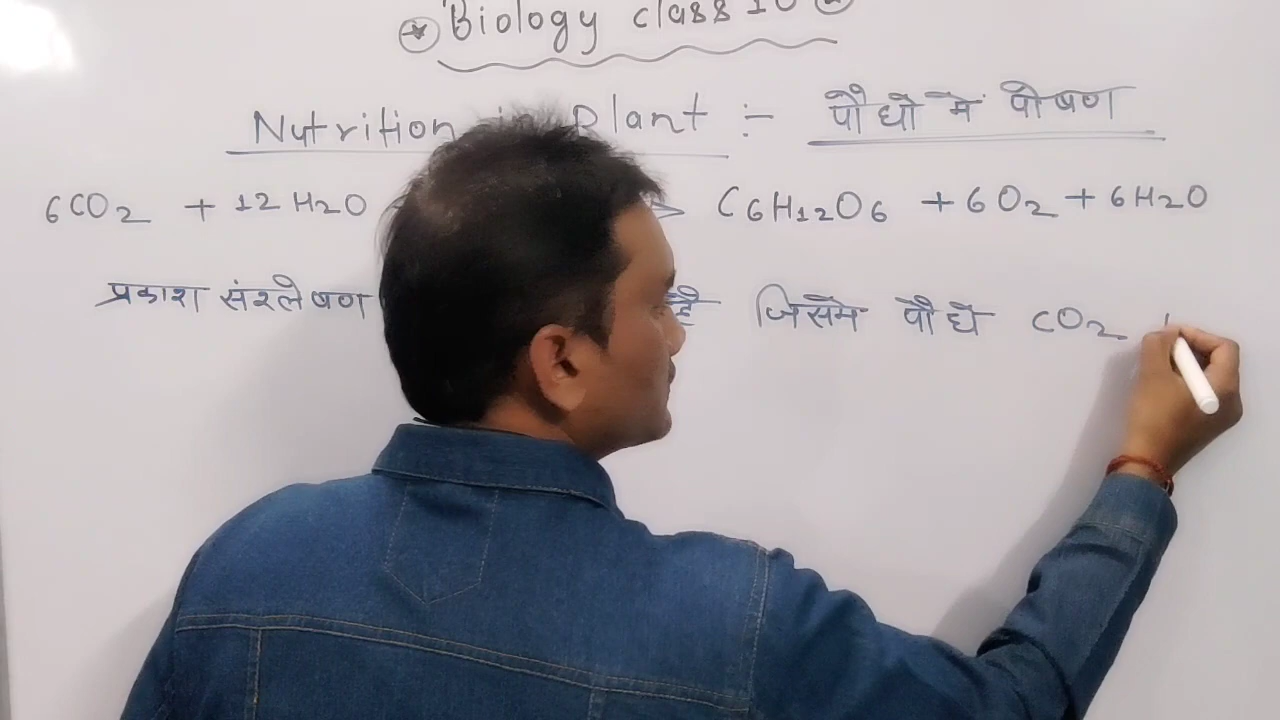 Biology class 10
Nutrition in Plant :- पौधो में पोषण
6CO2 + 12H2O → C6H12O6 + 6O2 + 6H2O
प्रकाश संश्लेषण है जिसमे पौधे CO2